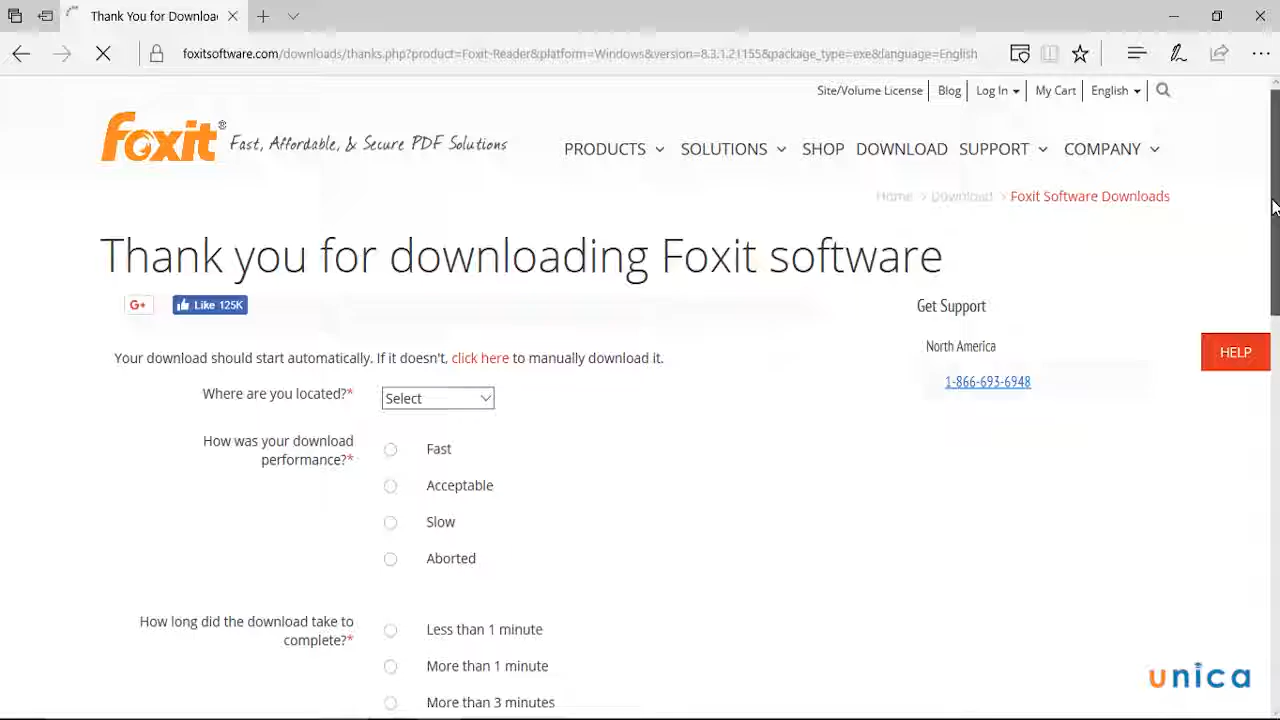 Thank You for Downloa
foxitsoftware.com/downloads/thanks.php?product=Foxit-Reader&platform=Windows&version=8.3.1.21155&package_type=exe&language=English
Site/Volume License Blog Log In My Cart English
foxit® Fast, Affordable, & Secure PDF Solutions
PRODUCTS SOLUTIONS SHOP DOWNLOAD SUPPORT COMPANY
Home > Download > Foxit Software Downloads
Thank you for downloading Foxit software
G+ Like 125K
Get Support
North America
1-866-693-6948
HELP
Your download should start automatically. If it doesn't, click here to manually download it.
Where are you located?* Select
How was your download
performance?*
Fast
Acceptable
Slow
Aborted
How long did the download take to
complete?*
Less than 1 minute
More than 1 minute
More than 3 minutes
unica